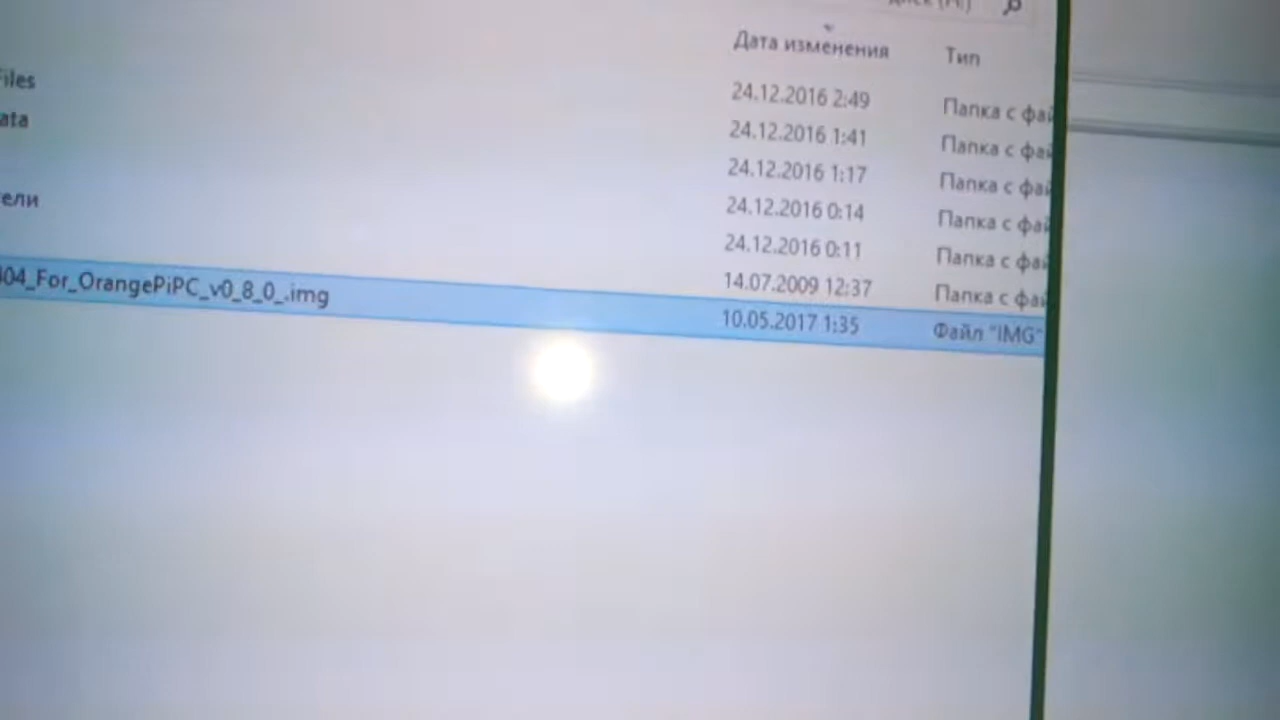 Дата изменения Тип
Files 24.12.2016 2:49 Папка с фай
ata 24.12.2016 1:41 Папка с фай
24.12.2016 1:17 Папка с фай
ели 24.12.2016 0:14 Папка с фай
24.12.2016 0:11 Папка с фай
14.07.2009 12:37 Папка с фай
404_For_OrangePiPC_v0_8_0_.img 10.05.2017 1:35 Файл "IMG"